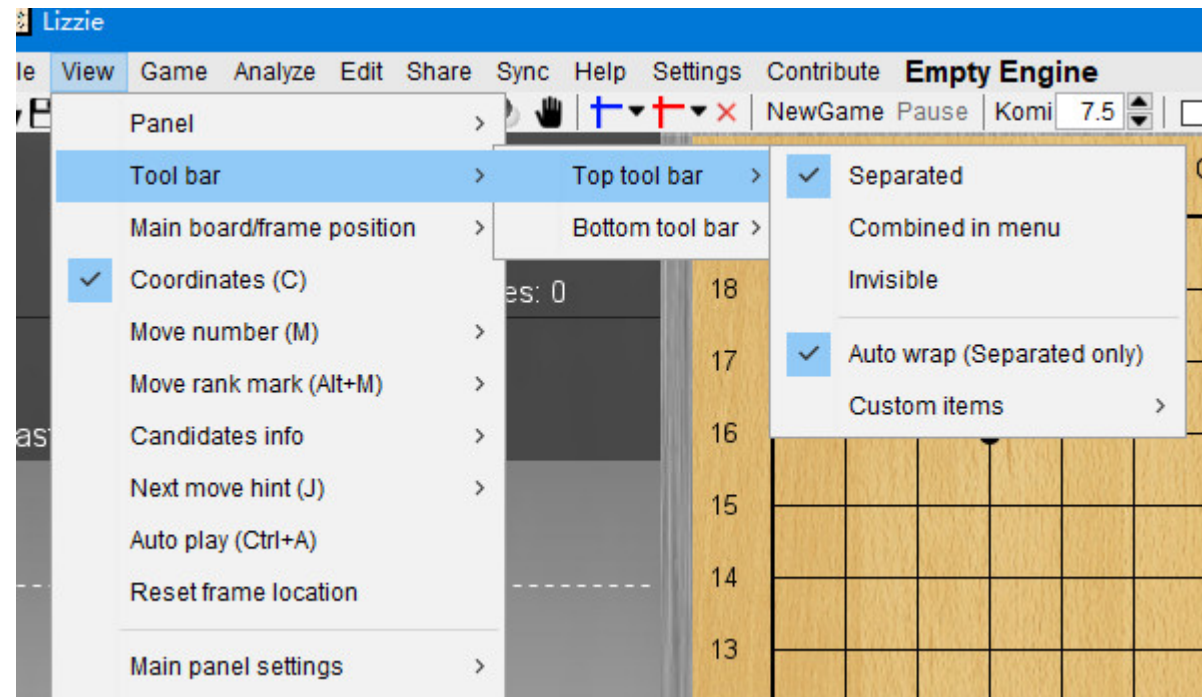 Lizzie
View Game Analyze Edit Share Sync Help Settings Contribute Empty Engine
NewGame Pause Komi 7.5
Panel
Tool bar
Main board/frame position
Coordinates (C)
Move number (M)
Move rank mark (Alt+M)
Candidates info
Next move hint (J)
Auto play (Ctrl+A)
Reset frame location
Main panel settings
Top tool bar
Bottom tool bar
Separated
Combined in menu
Invisible
Auto wrap (Separated only)
Custom items
18
17
16
15
14
13